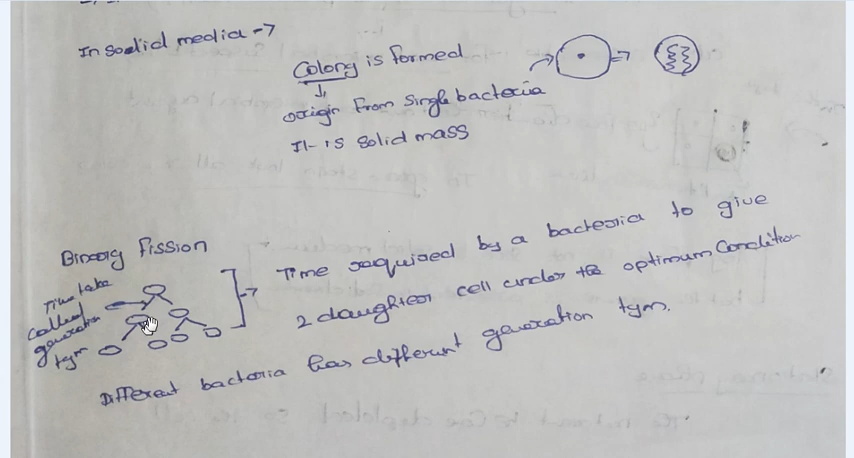 In soolid media →
Colony is formed
origin from single bacteria
It is solid mass
Binary fission
Time take
called
generation
tym
Time required by a bacteria to give
2 daughter cell under the optimum Condition
Different bacteria has different generation tym.